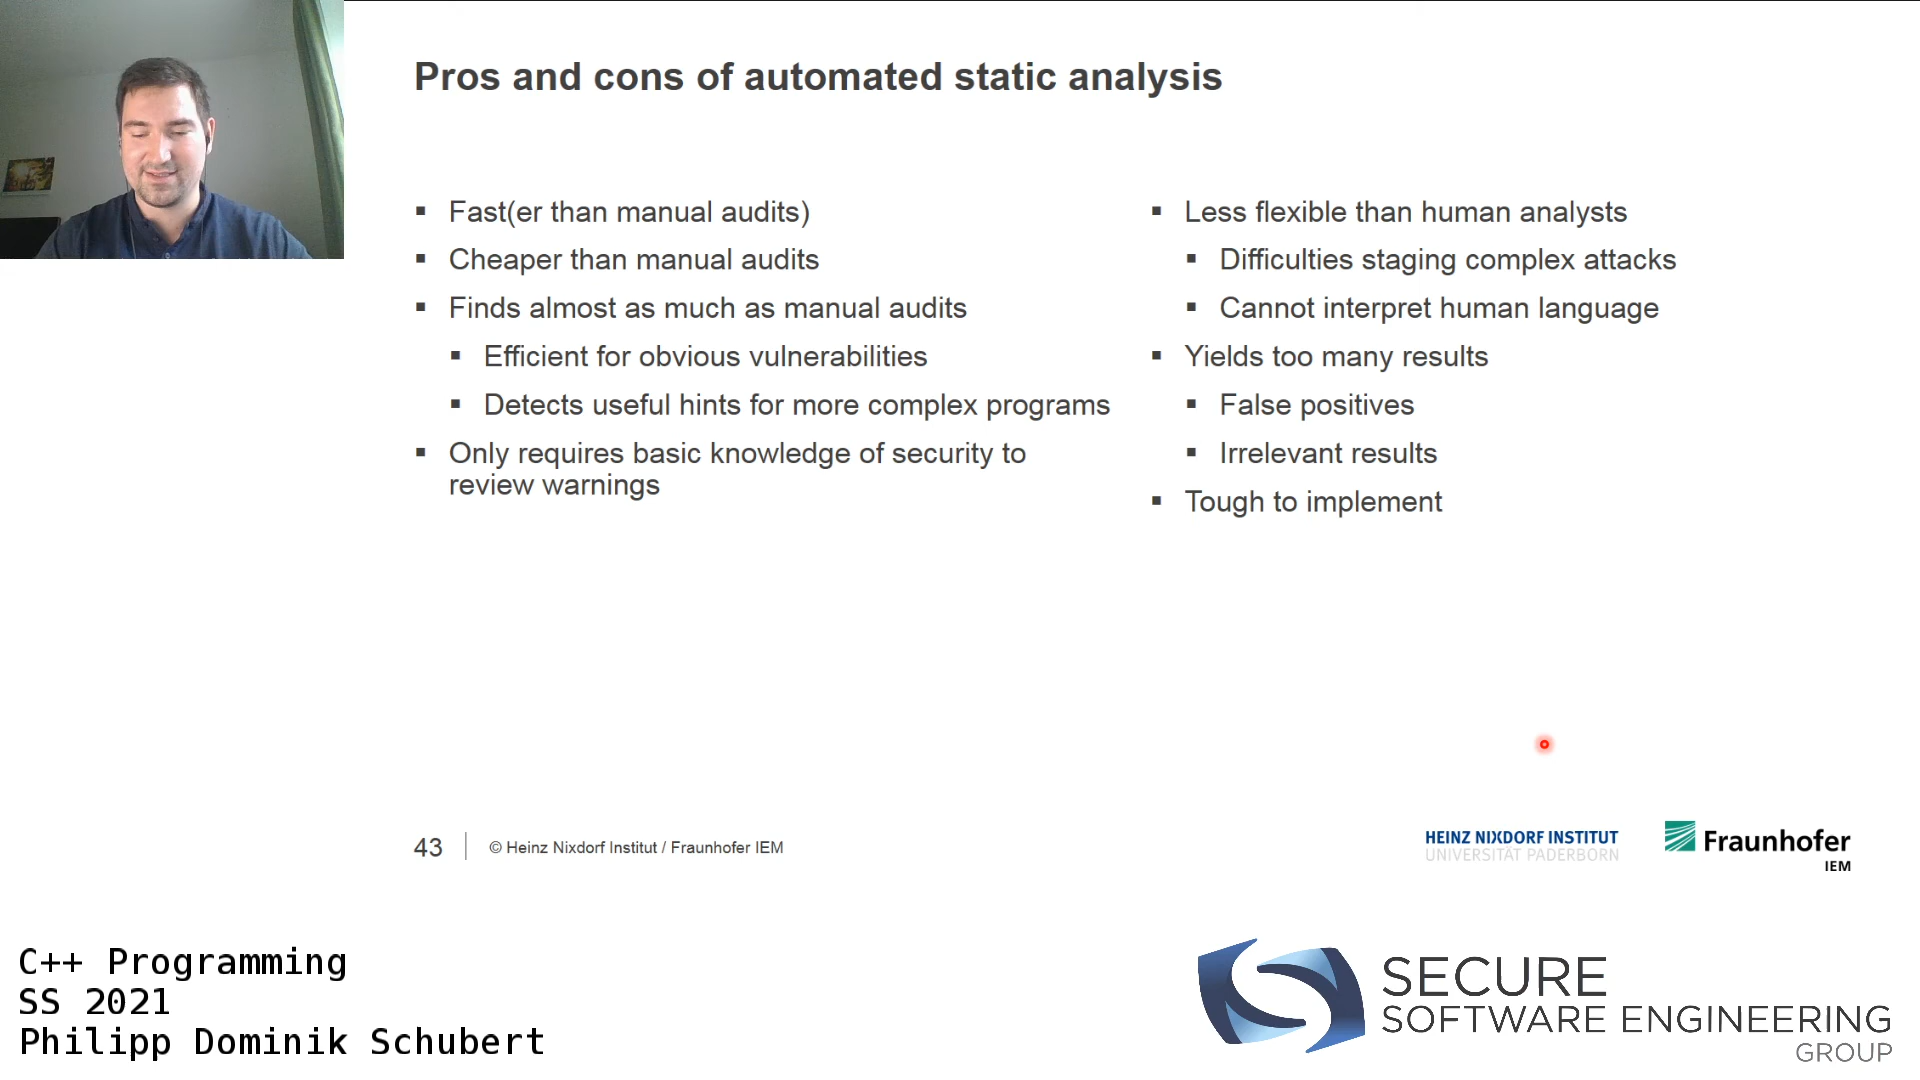 Pros and cons of automated static analysis
▪ Fast(er than manual audits)
▪ Cheaper than manual audits
▪ Finds almost as much as manual audits
▪ Efficient for obvious vulnerabilities
▪ Detects useful hints for more complex programs
▪ Only requires basic knowledge of security to
review warnings
▪ Less flexible than human analysts
▪ Difficulties staging complex attacks
▪ Cannot interpret human language
▪ Yields too many results
▪ False positives
▪ Irrelevant results
▪ Tough to implement
43
© Heinz Nixdorf Institut / Fraunhofer IEM
HEINZ NIXDORF INSTITUT
UNIVERSITÄT PADERBORN
Fraunhofer
IEM
C++ Programming
SS 2021
Philipp Dominik Schubert
SECURE
SOFTWARE ENGINEERING
GROUP